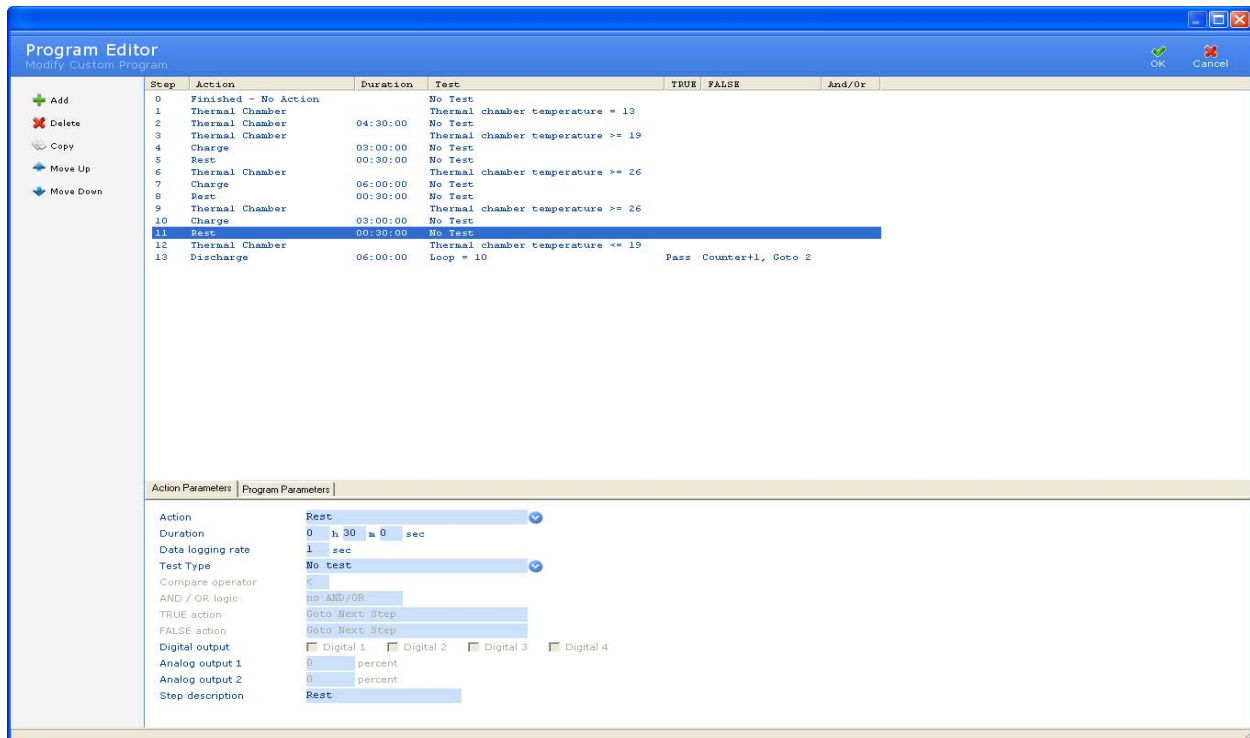 Program Editor
Modify Custom Program
OK Cancel
Add
Delete
Copy
Move Up
Move Down
Step Action Duration Test TRUE FALSE And/Or
0 Finished - No Action No Test
1 Thermal Chamber Thermal chamber temperature = 13
2 Thermal Chamber 04:30:00 No Test
3 Thermal Chamber Thermal chamber temperature >= 19
4 Charge 03:00:00 No Test
5 Rest 00:30:00 No Test
6 Thermal Chamber Thermal chamber temperature >= 26
7 Charge 06:00:00 No Test
8 Rest 00:30:00 No Test
9 Thermal Chamber Thermal chamber temperature >= 26
10 Charge 03:00:00 No Test
11 Rest 00:30:00 No Test
12 Thermal Chamber Thermal chamber temperature <= 19
13 Discharge 06:00:00 Loop = 10 Pass Counter+1, Goto 2
Action Parameters Program Parameters
Action Rest
Duration 0 h 30 m 0 sec
Data logging rate 1 sec
Test Type No test
Compare operator <
AND / OR logic no AND/OR
TRUE action Goto Next Step
FALSE action Goto Next Step
Digital output Digital 1 Digital 2 Digital 3 Digital 4
Analog output 1 0 percent
Analog output 2 0 percent
Step description Rest